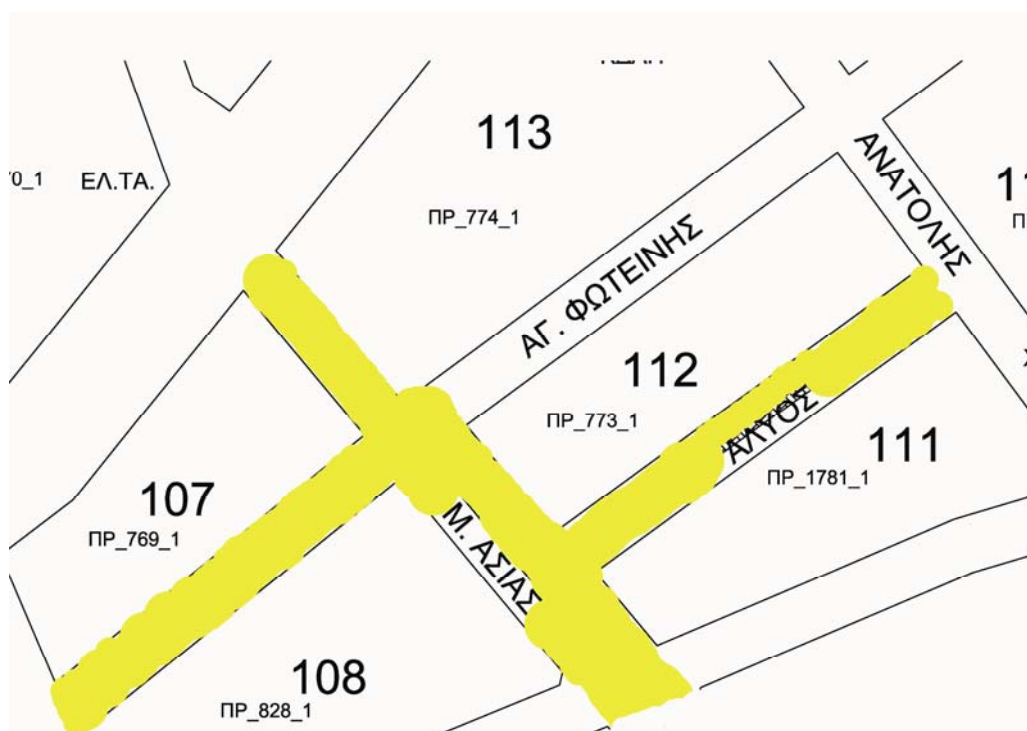 113
ΑΝΑΤΟΛΗΣ
ΕΛ.ΤΑ.
ΠΡ_774_1
ΑΓ. ΦΩΤΕΙΝΗΣ
112
ΠΡ_773_1
ΑΛΥΟΣ
111
ΠΡ_1781_1
107
ΠΡ_769_1
Μ. ΑΣΙΑΣ
108
ΠΡ_828_1